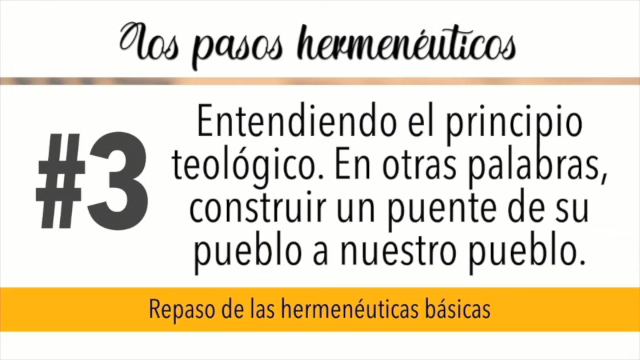 los pasos hermenéuticos
#3
Entendiendo el principio
teológico. En otras palabras,
construir un puente de su
pueblo a nuestro pueblo.
Repaso de las hermenéuticas básicas